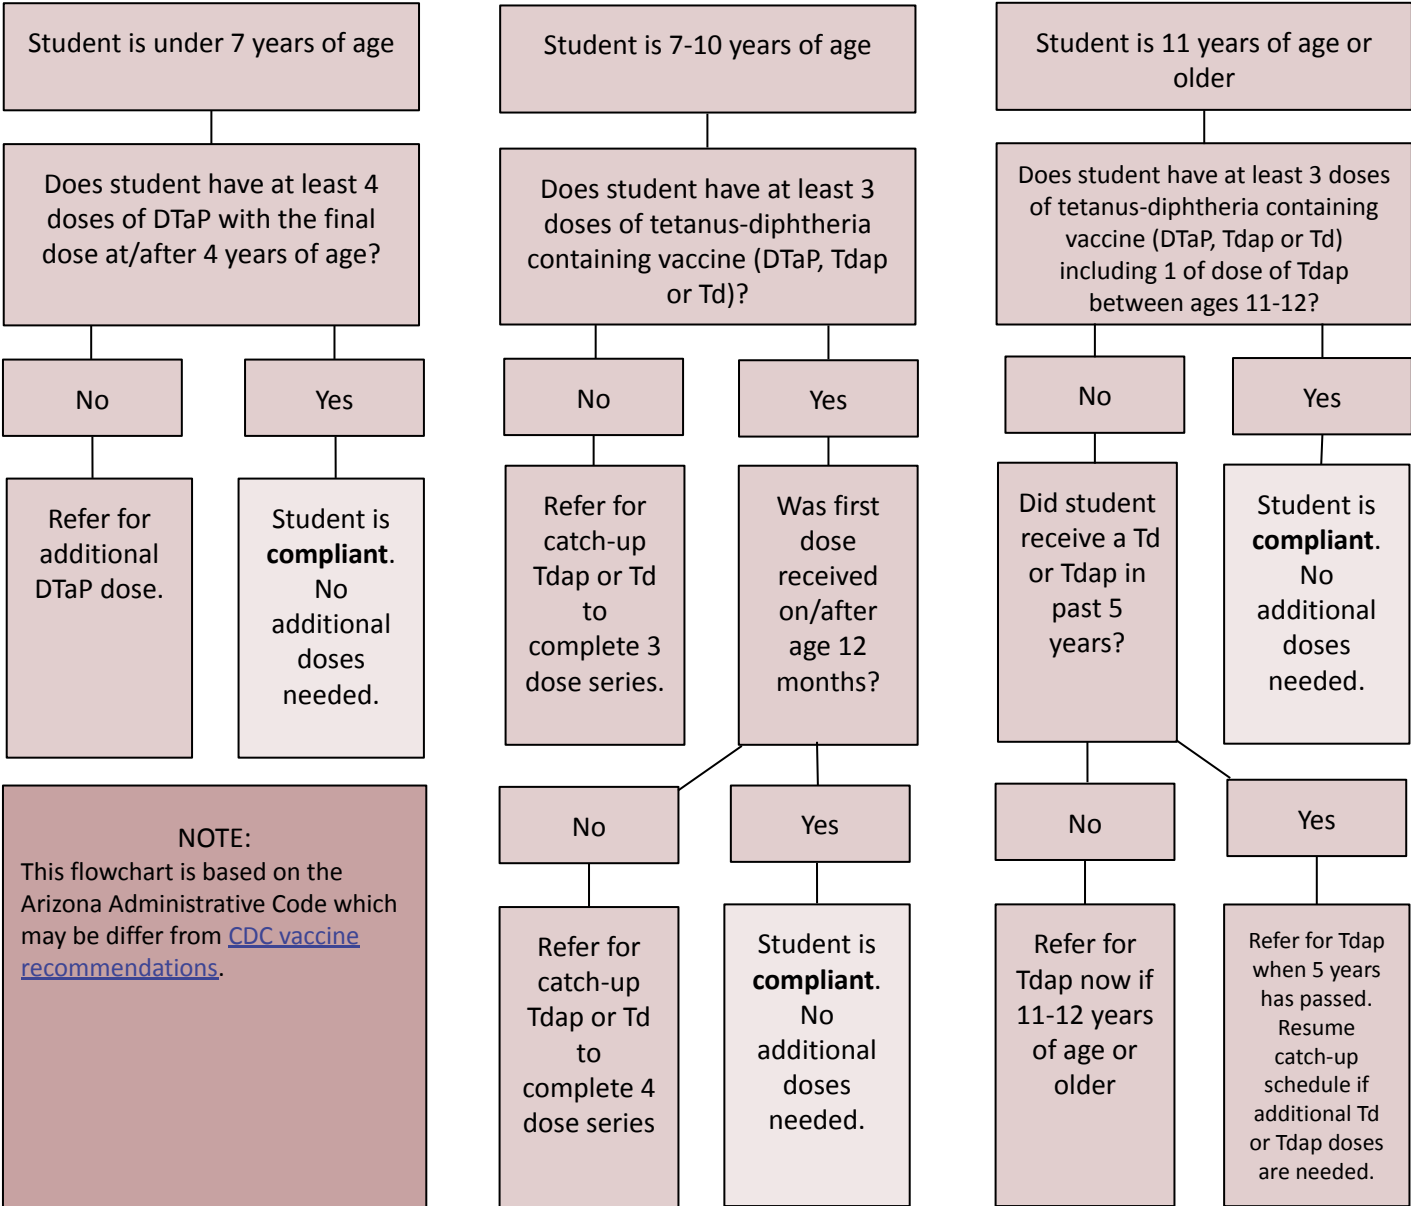 Student is under 7 years of age
Does student have at least 4
doses of DTaP with the final
dose at/after 4 years of age?
No
Yes
Refer for
additional
DTaP dose.
Student is
compliant.
No
additional
doses
needed.
NOTE:
This flowchart is based on the
Arizona Administrative Code which
may be differ from CDC vaccine
recommendations.
Student is 7-10 years of age
Does student have at least 3
doses of tetanus-diphtheria
containing vaccine (DTaP, Tdap
or Td)?
No
Yes
Refer for
catch-up
Tdap or Td
to
complete 3
dose series.
Was first
dose
received
on/after
age 12
months?
No
Yes
Refer for
catch-up
Tdap or Td
to
complete 4
dose series
Student is
compliant.
No
additional
doses
needed.
Student is 11 years of age or
older
Does student have at least 3 doses
of tetanus-diphtheria containing
vaccine (DTaP, Tdap or Td)
including 1 of dose of Tdap
between ages 11-12?
No
Yes
Did student
receive a Td
or Tdap in
past 5
years?
Student is
compliant.
No
additional
doses
needed.
No
Yes
Refer for
Tdap now if
11-12 years
of age or
older
Refer for Tdap
when 5 years
has passed.
Resume
catch-up
schedule if
additional Td
or Tdap doses
are needed.